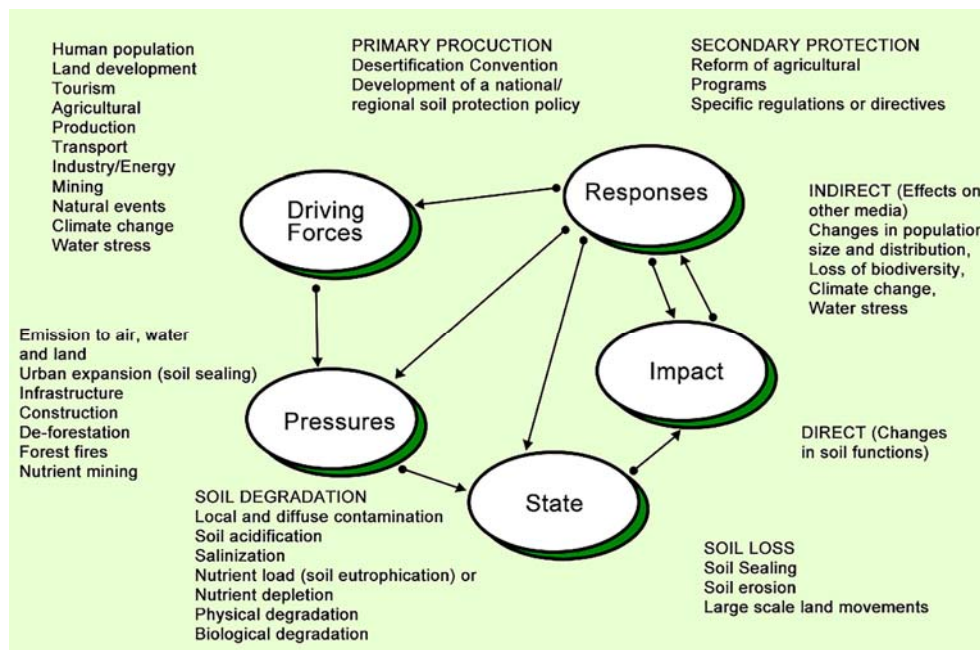 Human population
Land development
Tourism
Agricultural
Production
Transport
Industry/Energy
Mining
Natural events
Climate change
Water stress
PRIMARY PROCUCTION
Desertification Convention
Development of a national/
regional soil protection policy
SECONDARY PROTECTION
Reform of agricultural
Programs
Specific regulations or directives
Driving
Forces
Responses
INDIRECT (Effects on
other media)
Changes in population
size and distribution,
Loss of biodiversity,
Climate change,
Water stress
Emission to air, water
and land
Urban expansion (soil sealing)
Infrastructure
Construction
De-forestation
Forest fires
Nutrient mining
Pressures
Impact
DIRECT (Changes
in soil functions)
State
SOIL DEGRADATION
Local and diffuse contamination
Soil acidification
Salinization
Nutrient load (soil eutrophication) or
Nutrient depletion
Physical degradation
Biological degradation
SOIL LOSS
Soil Sealing
Soil erosion
Large scale land movements